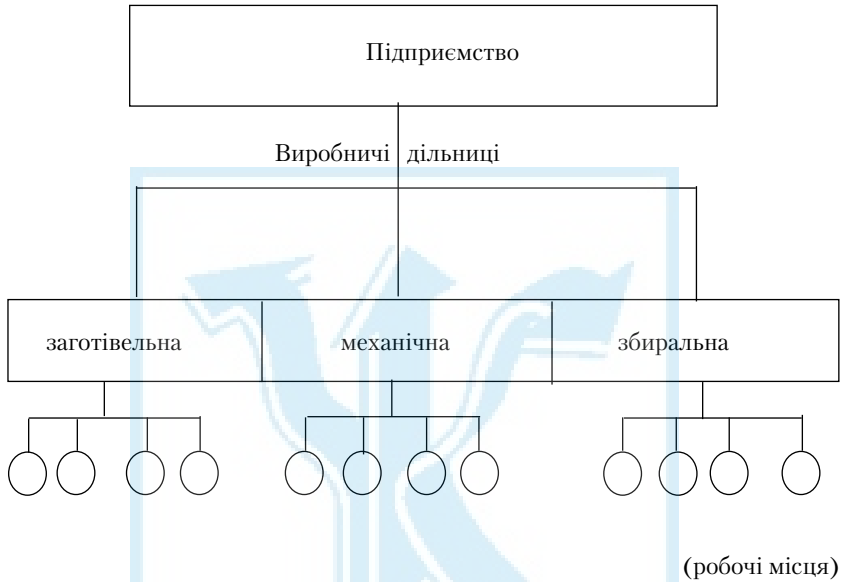 Підприємство
Виробничі дільниці
заготівельна механічна збиральна
(робочі місця)